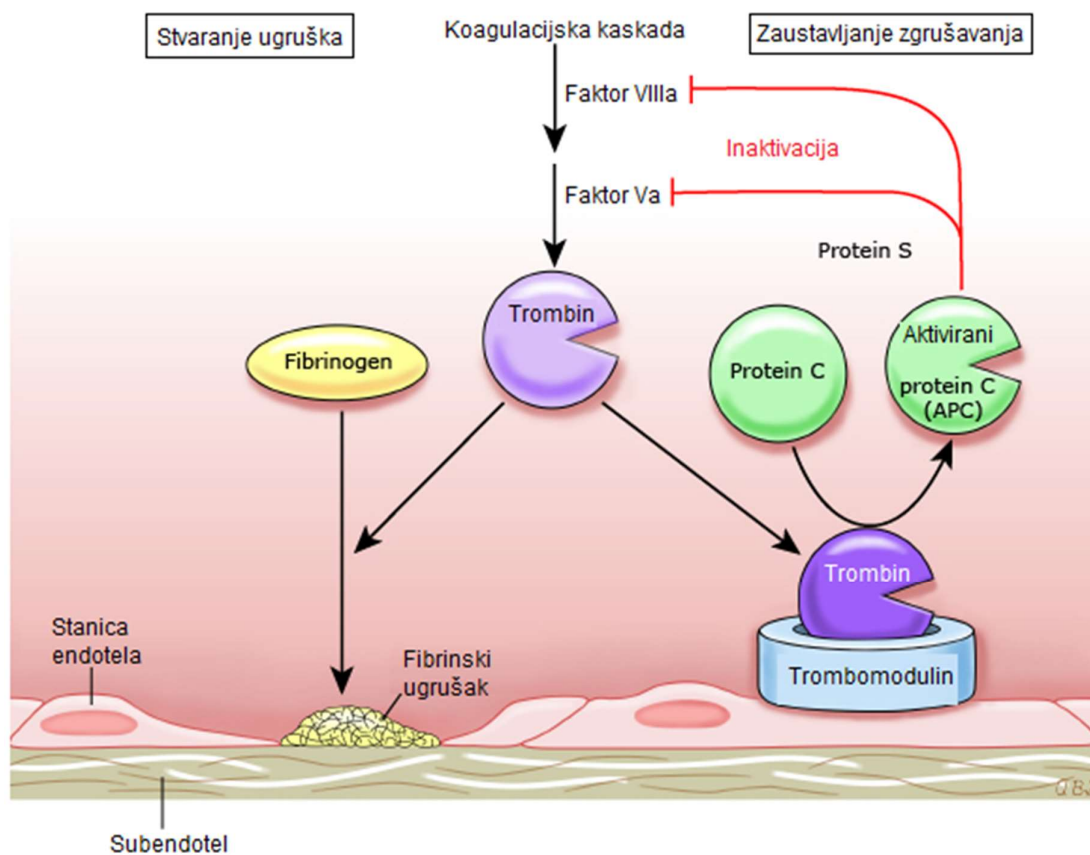 Stvaranje ugruška
Koagulacijska kaskada
Zaustavljanje zgrušavanja
Faktor VIIIa
Inaktivacija
Faktor Va
Protein S
Trombin
Fibrinogen
Protein C
Aktivirani
protein C
(APC)
Trombin
Trombomodulin
Stanica
endotela
Fibrinski
ugrušak
Subendotel